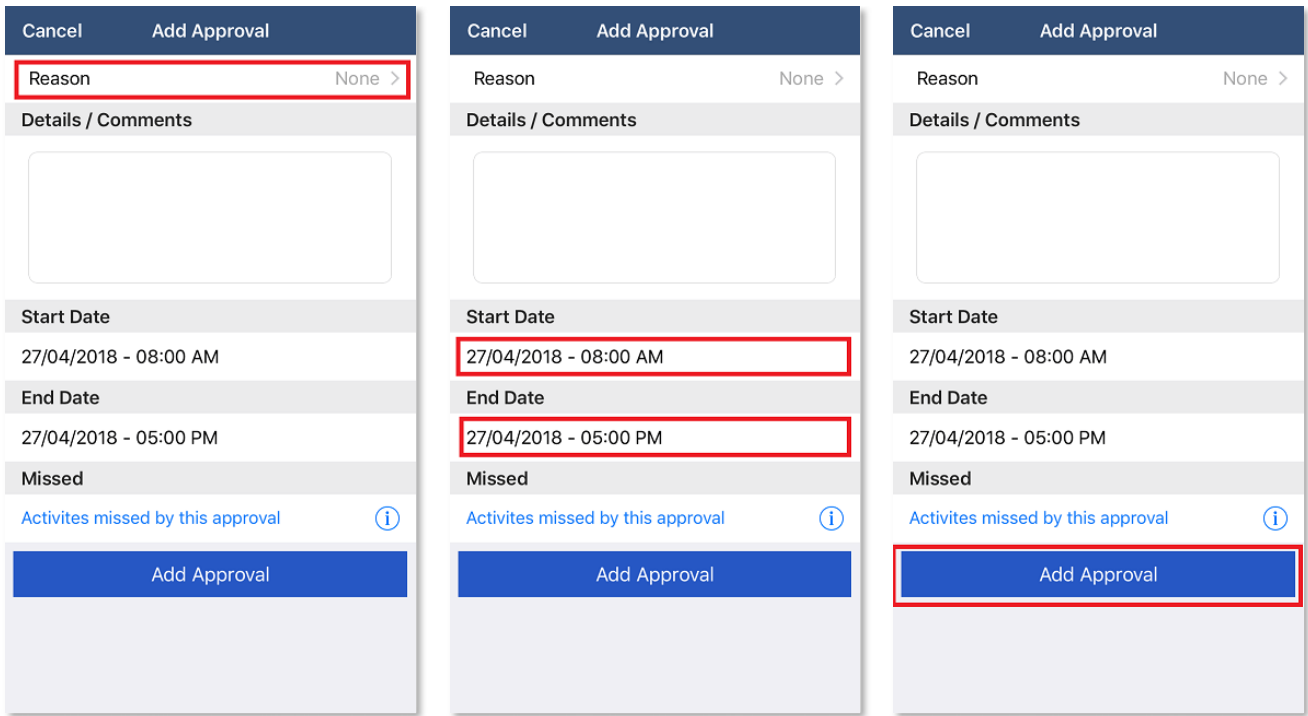 Cancel Add Approval
Reason None
Details / Comments
Start Date
27/04/2018 - 08:00 AM
End Date
27/04/2018 - 05:00 PM
Missed
Activites missed by this approval i
Add Approval
Cancel Add Approval
Reason None
Details / Comments
Start Date
27/04/2018 - 08:00 AM
End Date
27/04/2018 - 05:00 PM
Missed
Activites missed by this approval i
Add Approval
Cancel Add Approval
Reason None
Details / Comments
Start Date
27/04/2018 - 08:00 AM
End Date
27/04/2018 - 05:00 PM
Missed
Activites missed by this approval i
Add Approval